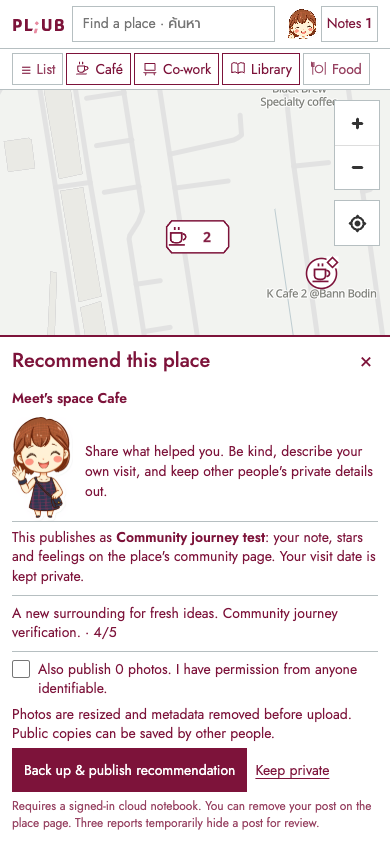 PL;UB
Find a place · ค้นหา
Notes 1
≡ List
Café
Co-work
Library
Food
Black Brew
Specialty coffee
+
−
2
K Cafe 2 @Bann Bodin
Recommend this place
×
Meet's space Cafe
Share what helped you. Be kind, describe your
own visit, and keep other people's private details
out.
This publishes as Community journey test: your note, stars
and feelings on the place's community page. Your visit date is
kept private.
A new surrounding for fresh ideas. Community journey
verification. · 4/5
Also publish 0 photos. I have permission from anyone
identifiable.
Photos are resized and metadata removed before upload.
Public copies can be saved by other people.
Back up & publish recommendation
Keep private
Requires a signed-in cloud notebook. You can remove your post on the
place page. Three reports temporarily hide a post for review.